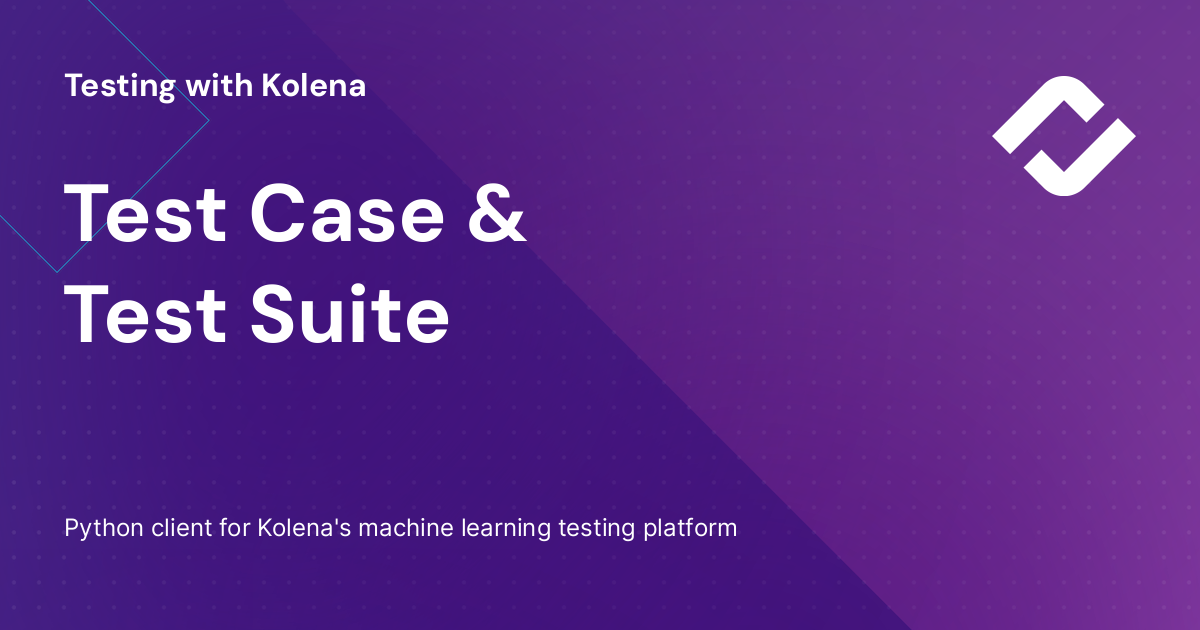 Testing with Kolena
Test Case &
Test Suite
Python client for Kolena's machine learning testing platform